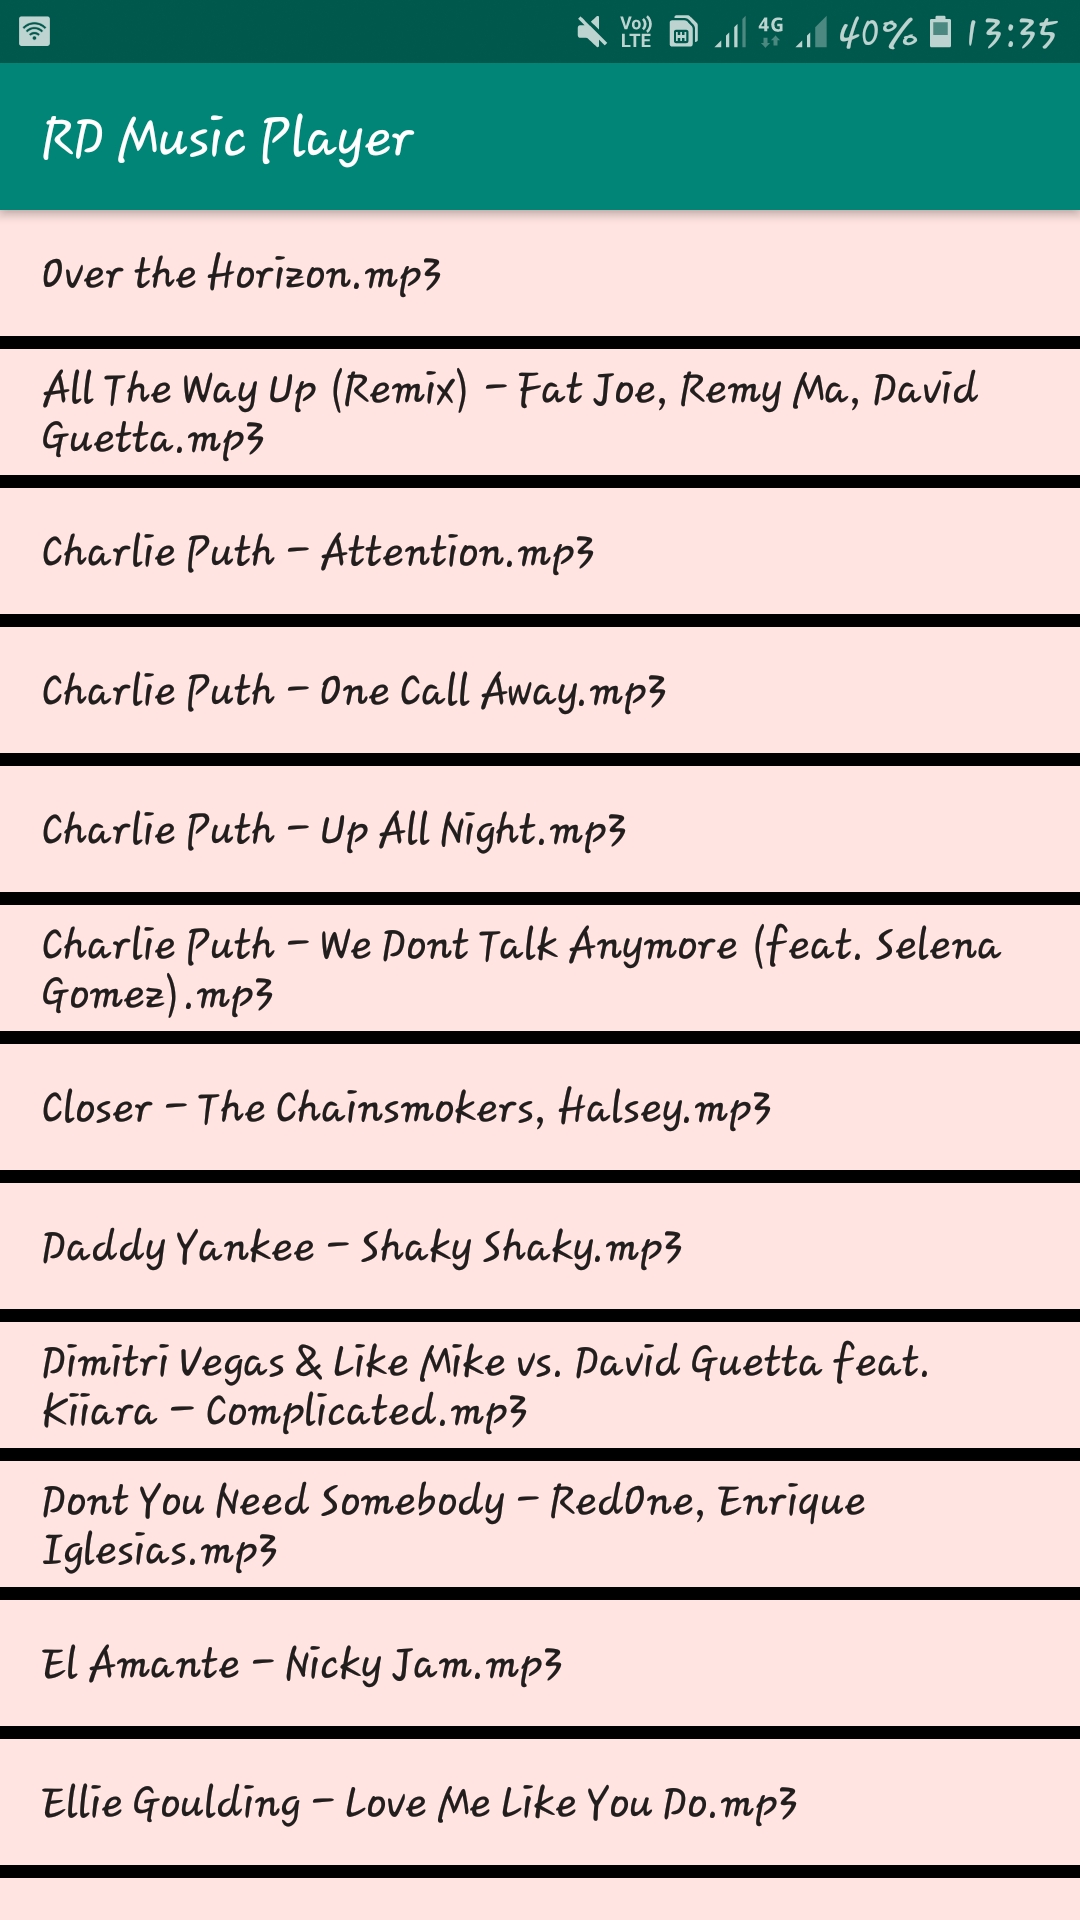 Vo)) LTE 4G 40% 13:35
RD Music Player
Over the Horizon.mp3
All The Way Up (Remix) - Fat Joe, Remy Ma, David
Guetta.mp3
Charlie Puth - Attention.mp3
Charlie Puth - One Call Away.mp3
Charlie Puth - Up All Night.mp3
Charlie Puth - We Dont Talk Anymore (feat. Selena
Gomez).mp3
Closer - The Chainsmokers, Halsey.mp3
Daddy Yankee - Shaky Shaky.mp3
Dimitri Vegas & Like Mike vs. David Guetta feat.
Kiiara - Complicated.mp3
Dont You Need Somebody - RedOne, Enrique
Iglesias.mp3
El Amante - Nicky Jam.mp3
Ellie Goulding - Love Me Like You Do.mp3